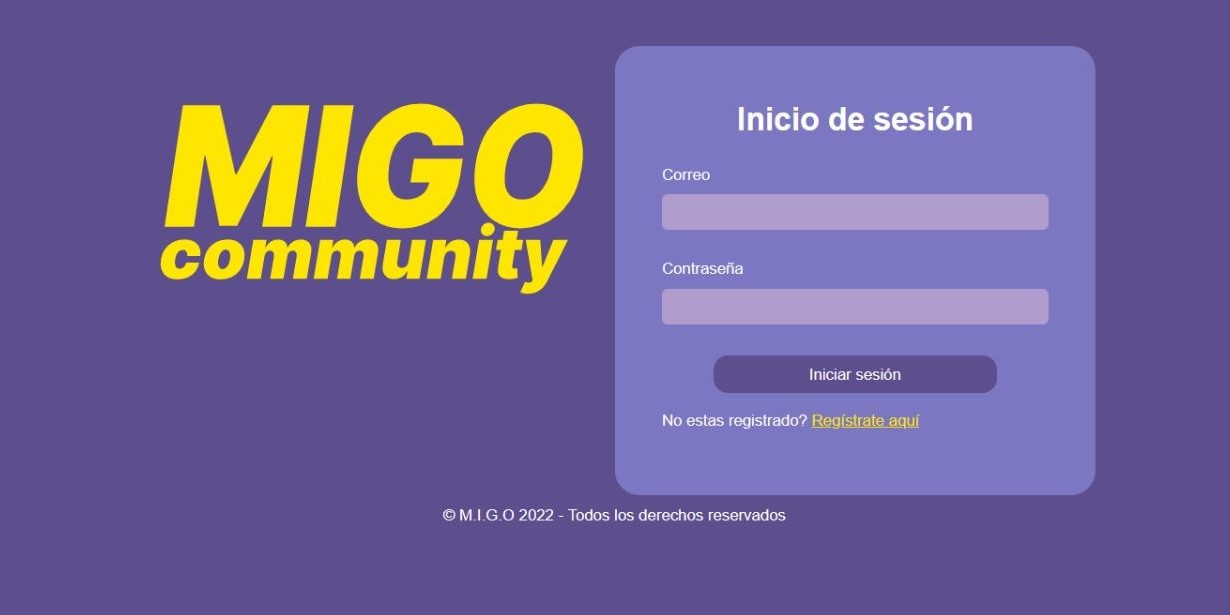 MIGO
community
Inicio de sesión
Correo
Contraseña
Iniciar sesión
No estas registrado? Regístrate aquí
© M.I.G.O 2022 - Todos los derechos reservados